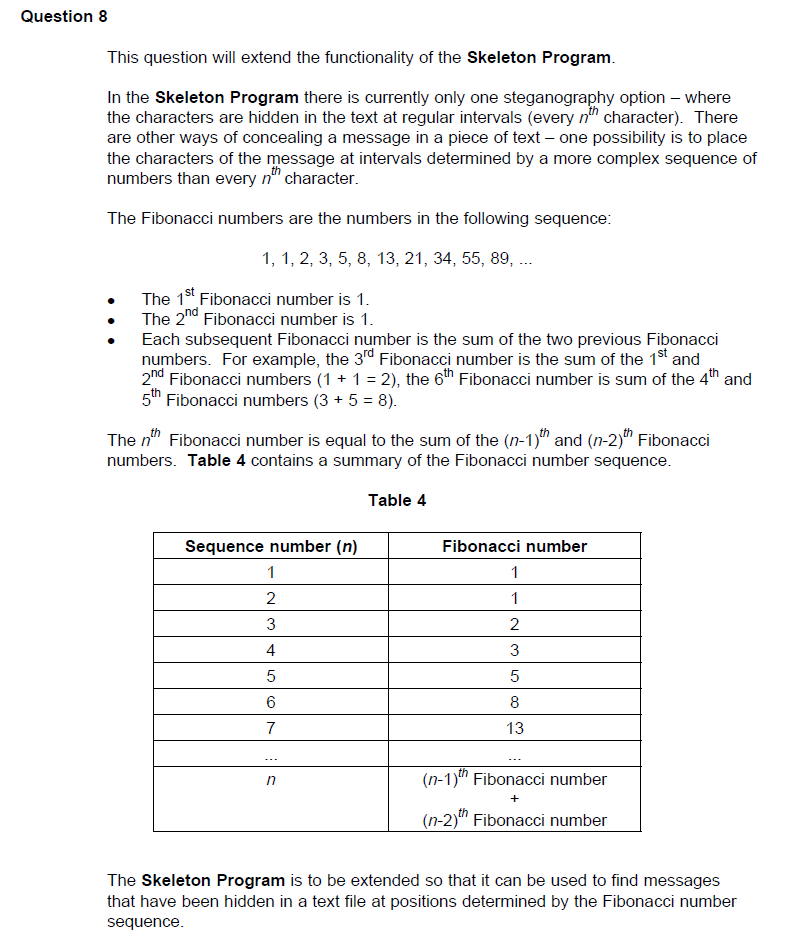 Question 8
This question will extend the functionality of the Skeleton Program.
In the Skeleton Program there is currently only one steganography option – where
the characters are hidden in the text at regular intervals (every nth character). There
are other ways of concealing a message in a piece of text – one possibility is to place
the characters of the message at intervals determined by a more complex sequence of
numbers than every nth character.
The Fibonacci numbers are the numbers in the following sequence:
1, 1, 2, 3, 5, 8, 13, 21, 34, 55, 89, ...
• The 1st Fibonacci number is 1.
• The 2nd Fibonacci number is 1.
• Each subsequent Fibonacci number is the sum of the two previous Fibonacci
numbers. For example, the 3rd Fibonacci number is the sum of the 1st and
2nd Fibonacci numbers (1 + 1 = 2), the 6th Fibonacci number is sum of the 4th and
5th Fibonacci numbers (3 + 5 = 8).
The nth Fibonacci number is equal to the sum of the (n-1)th and (n-2)th Fibonacci
numbers. Table 4 contains a summary of the Fibonacci number sequence.
Table 4
Sequence number (n) Fibonacci number
1 1
2 1
3 2
4 3
5 5
6 8
7 13
... ...
n (n-1)th Fibonacci number
+
(n-2)th Fibonacci number
The Skeleton Program is to be extended so that it can be used to find messages
that have been hidden in a text file at positions determined by the Fibonacci number
sequence.